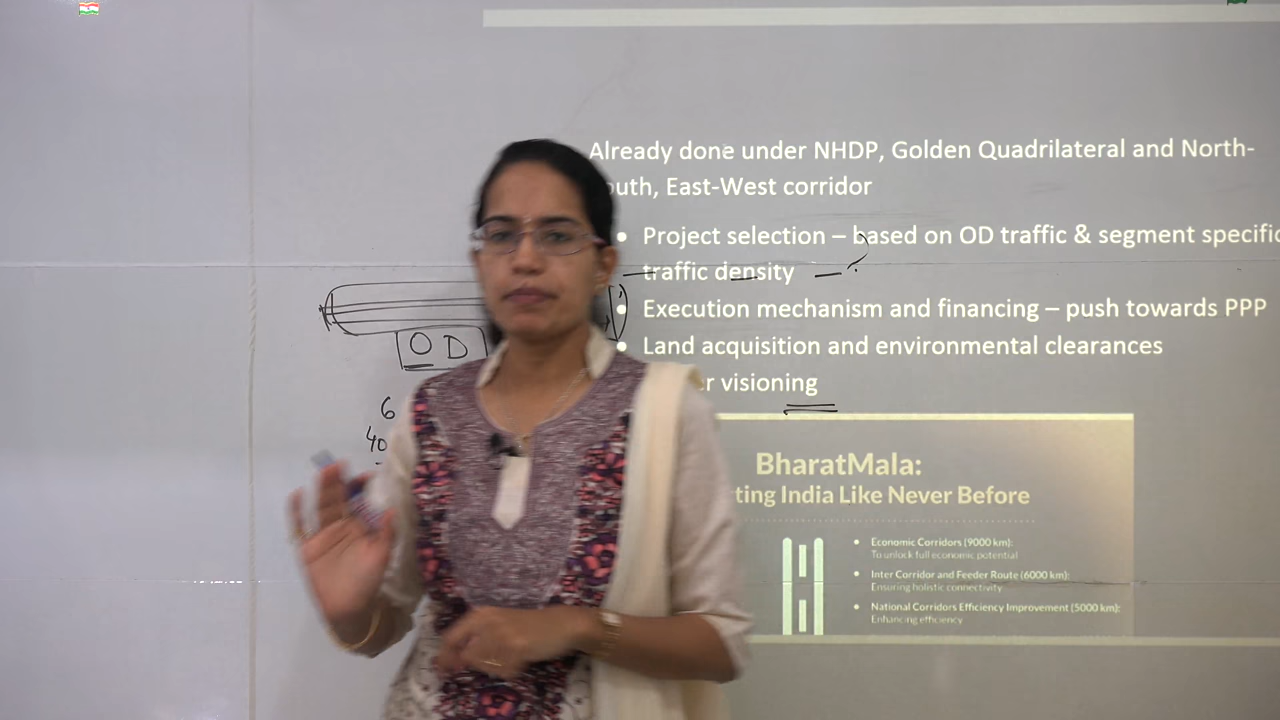 Already done under NHDP, Golden Quadrilateral and North-
outh, East-West corridor
• Project selection – based on OD traffic & segment specific
traffic density – ?
• Execution mechanism and financing – push towards PPP
• Land acquisition and environmental clearances
r visioning
O D
6
40
BharatMala:
ting India Like Never Before
• Economic Corridors (9000 km):
To unlock full economic potential
• Inter Corridor and Feeder Route (6000 km):
Ensuring holistic connectivity
• National Corridors Efficiency Improvement (5000 km):
Enhancing efficiency